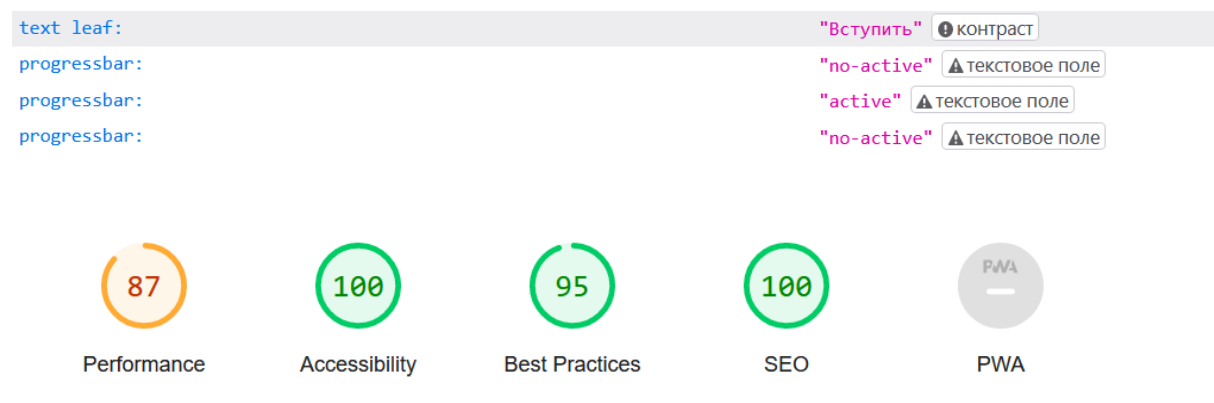 text leaf: "Вступить" контраст
progressbar: "no-active" текстовое поле
progressbar: "active" текстовое поле
progressbar: "no-active" текстовое поле
87 100 95 100 PWA
Performance Accessibility Best Practices SEO PWA